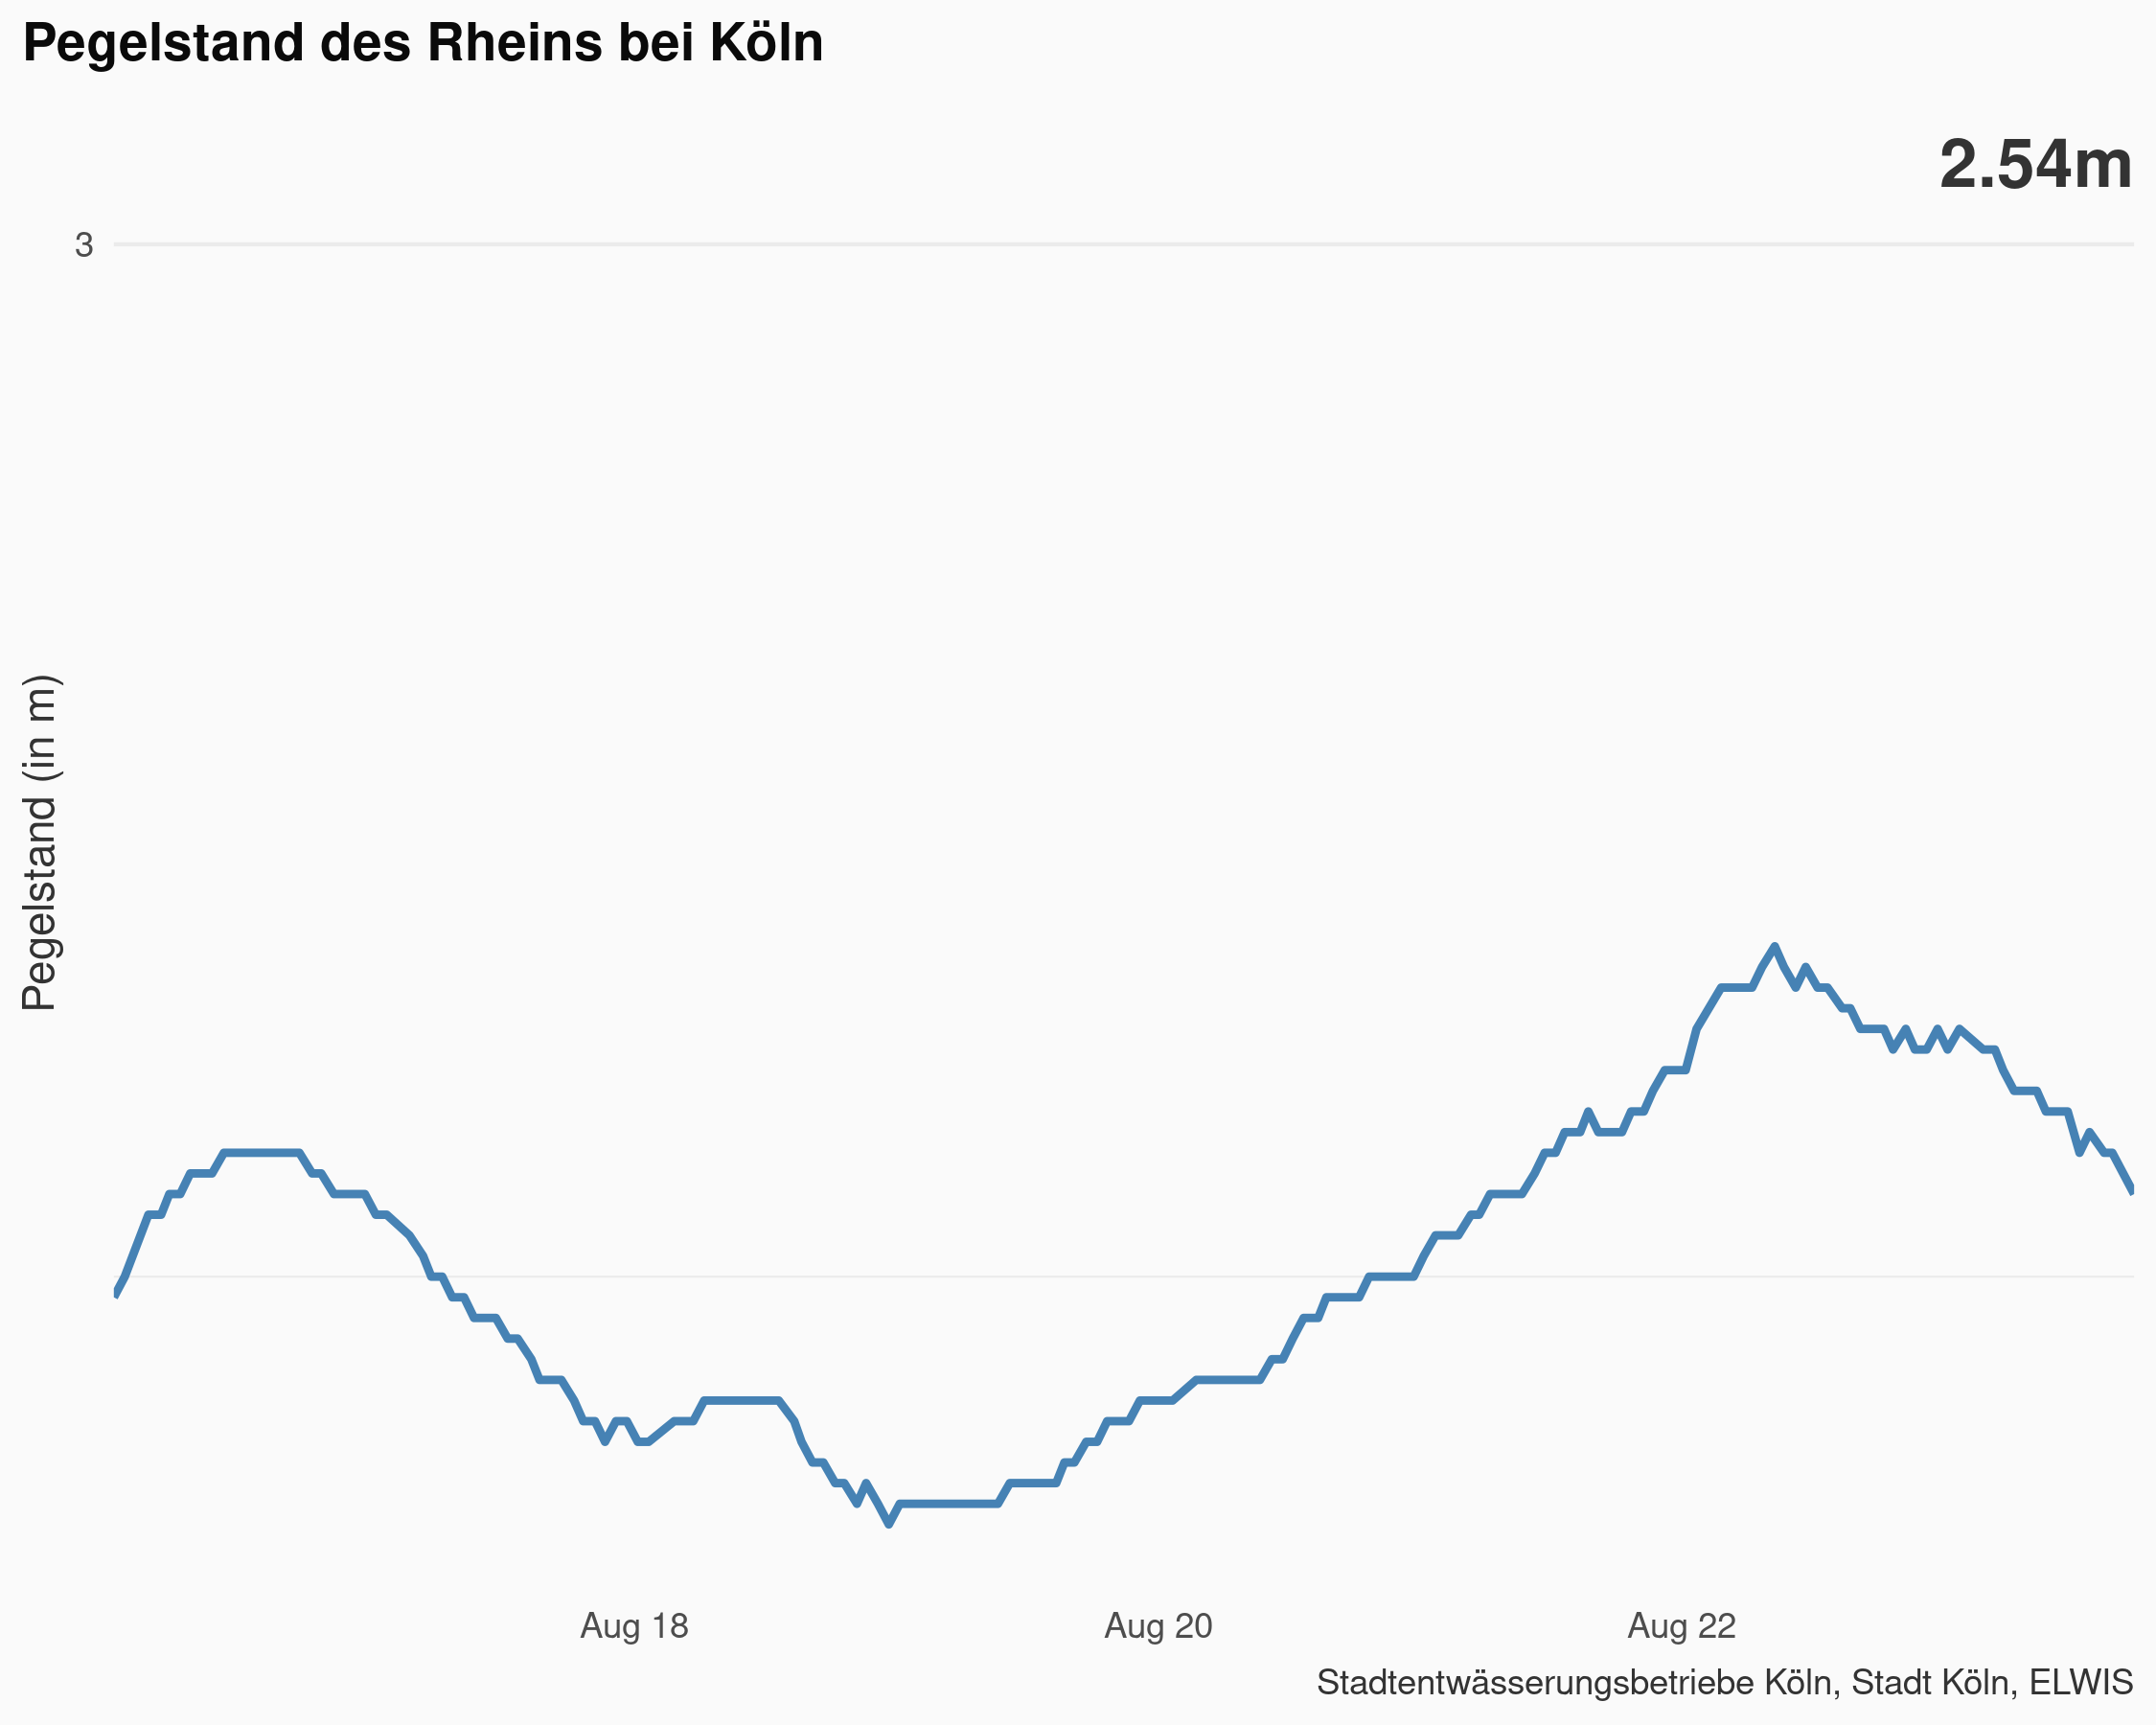 Pegelstand des Rheins bei Köln
2.54m
3
Pegelstand (in m)
Aug 18
Aug 20
Aug 22
Stadtentwässerungsbetriebe Köln, Stadt Köln, ELWIS